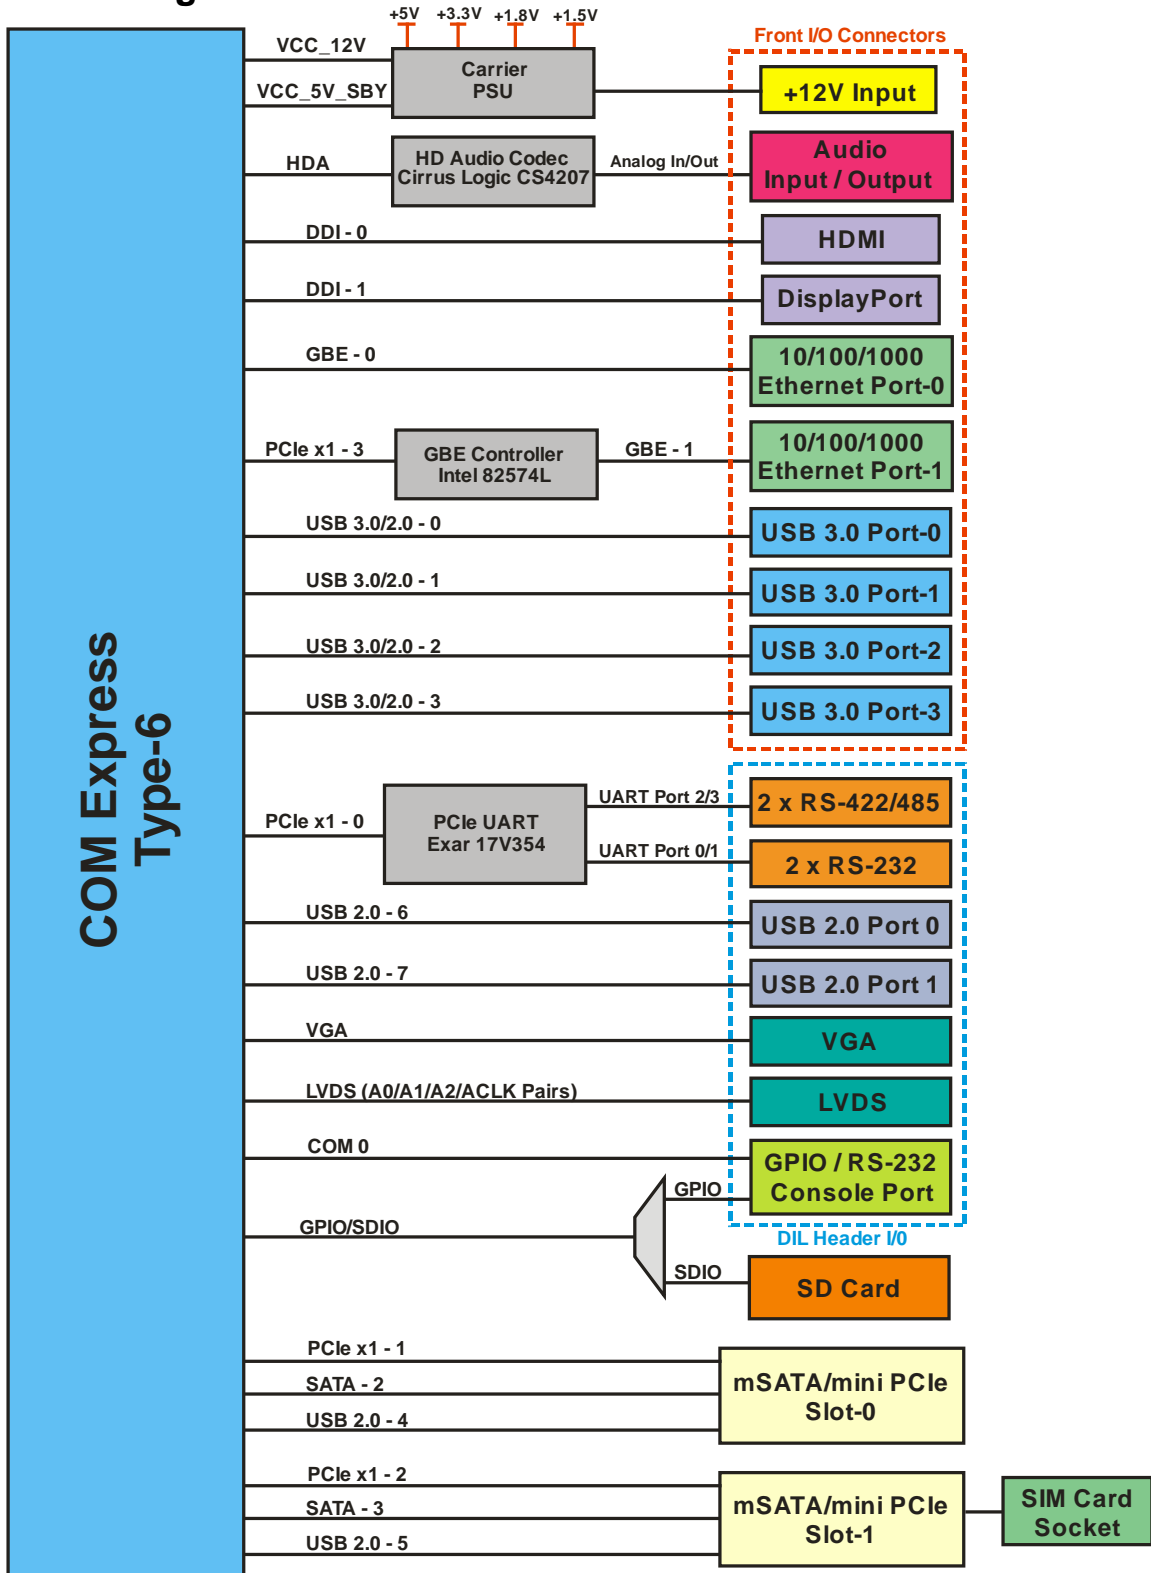 +5V +3.3V +1.8V +1.5V
Front I/O Connectors
VCC_12V
Carrier
PSU
+12V Input
VCC_5V_SBY
HDA
HD Audio Codec
Cirrus Logic CS4207
Analog In/Out
Audio
Input / Output
DDI - 0
HDMI
DDI - 1
DisplayPort
GBE - 0
10/100/1000
Ethernet Port-0
PCIe x1 - 3
GBE Controller
Intel 82574L
GBE - 1
10/100/1000
Ethernet Port-1
USB 3.0/2.0 - 0
USB 3.0 Port-0
USB 3.0/2.0 - 1
USB 3.0 Port-1
USB 3.0/2.0 - 2
USB 3.0 Port-2
USB 3.0/2.0 - 3
USB 3.0 Port-3
COM Express
Type-6
PCIe x1 - 0
PCIe UART
Exar 17V354
UART Port 2/3
2 x RS-422/485
UART Port 0/1
2 x RS-232
USB 2.0 - 6
USB 2.0 Port 0
USB 2.0 - 7
USB 2.0 Port 1
VGA
VGA
LVDS (A0/A1/A2/ACLK Pairs)
LVDS
COM 0
GPIO / RS-232
Console Port
GPIO
GPIO/SDIO
DIL Header I/0
SDIO
SD Card
PCIe x1 - 1
SATA - 2
USB 2.0 - 4
mSATA/mini PCIe
Slot-0
PCIe x1 - 2
SATA - 3
USB 2.0 - 5
mSATA/mini PCIe
Slot-1
SIM Card
Socket